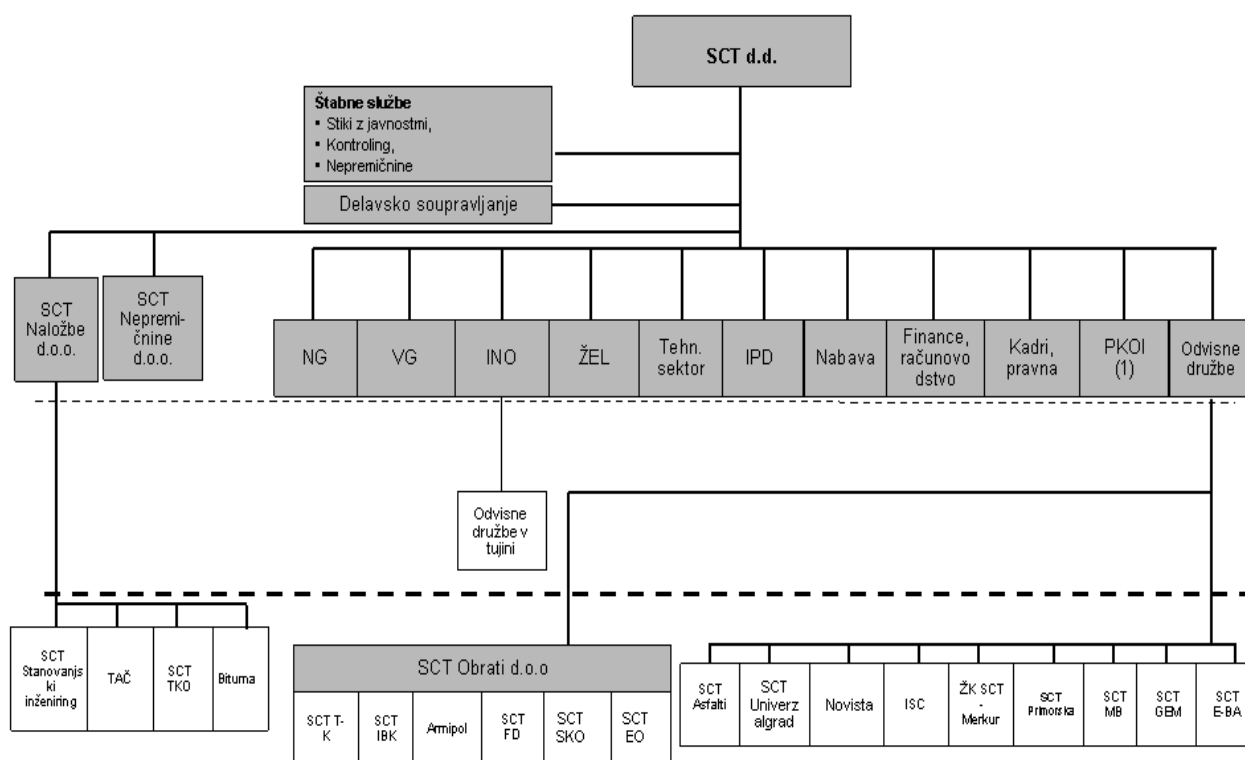 SCT d.d.
Štabne službe
▪ Stiki z javnostmi,
▪ Kontroling,
▪ Nepremičnine
Delavsko soupravljanje
SCT
Naložbe
d.o.o.
SCT
Nepremi-
čnine
d.o.o.
NG
VG
INO
ŽEL
Tehn.
sektor
IPD
Nabava
Finance,
računovo
dstvo
Kadri,
pravna
PKOI
(1)
Odvisne
družbe
Odvisne
družbe v
tujini
SCT
Stanovanjs
ki
inženiring
TAČ
SCT
TKO
Bituma
SCT Obrati d.o.o
SCT T-
K
SCT
IBK
Armipol
SCT
FD
SCT
SKO
SCT
EO
SCT
Asfalti
SCT
Univerz
algrad
Novista
ISC
ŽK SCT
-
Merkur
SCT
Primorska
SCT
MB
SCT
GEM
SCT
E-BA